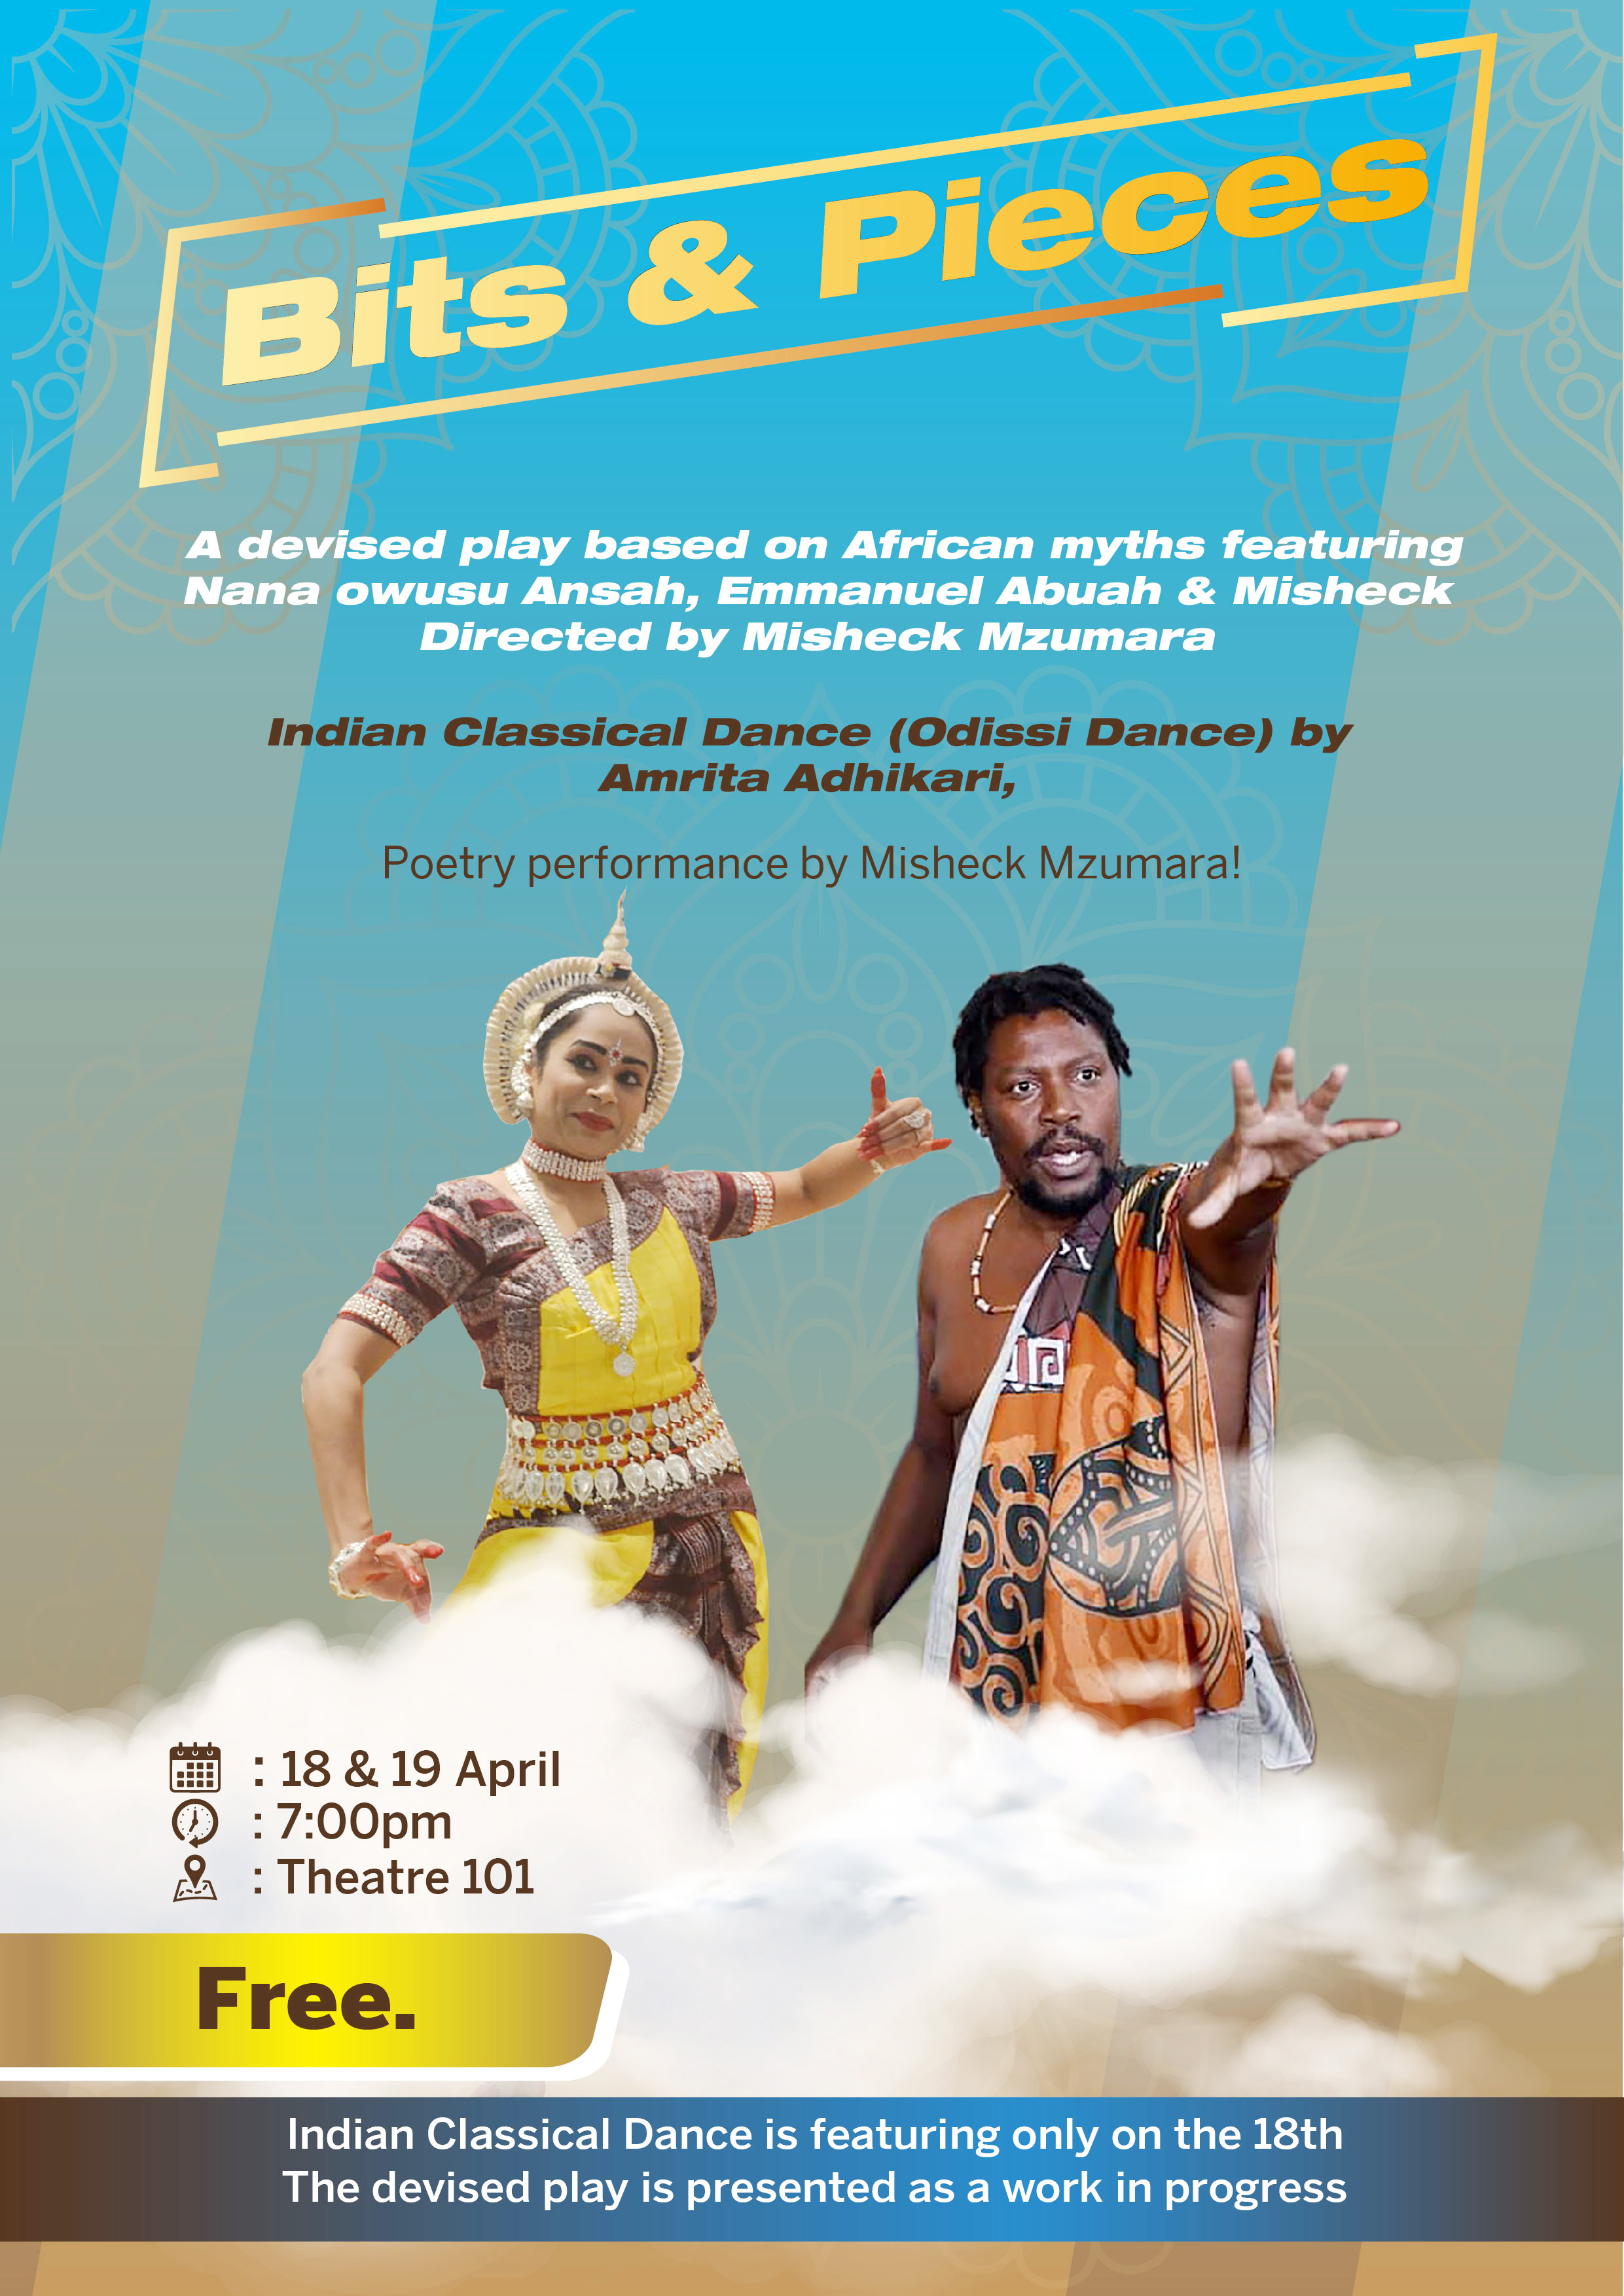 Bits & Pieces
A devised play based on African myths featuring
Nana owusu Ansah, Emmanuel Abuah & Misheck
Directed by Misheck Mzumara
Indian Classical Dance (Odissi Dance) by
Amrita Adhikari,
Poetry performance by Misheck Mzumara!
: 18 & 19 April
: 7:00pm
: Theatre 101
Free.
Indian Classical Dance is featuring only on the 18th
The devised play is presented as a work in progress